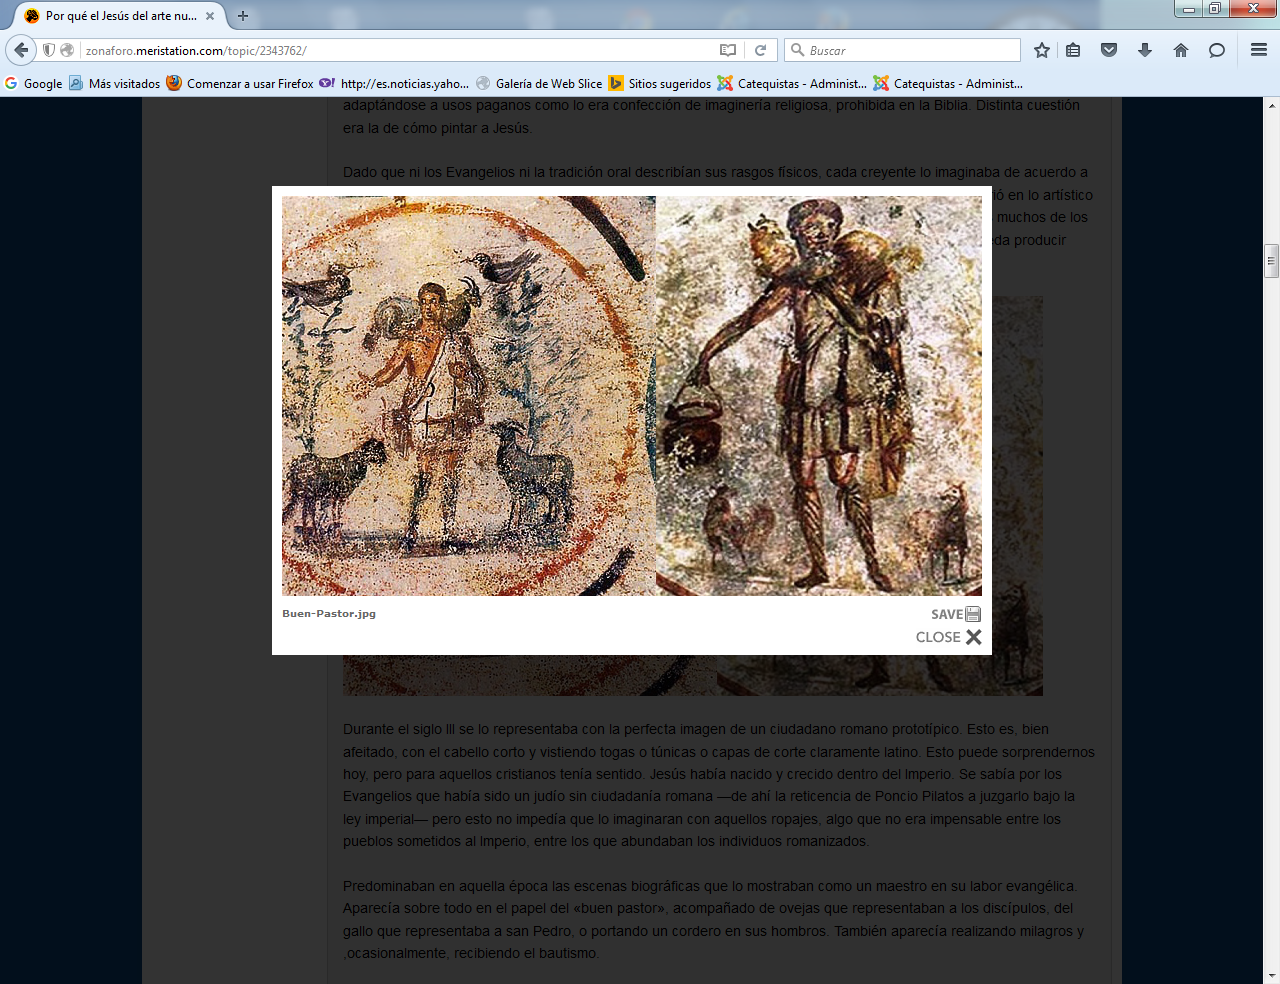 Por qué el Jesús del arte nu...
zonaforo.meristation.com/topic/2343762/
Buscar
Google
Más visitados
Comenzar a usar Firefox
http://es.noticias.yaho...
Galería de Web Slice
Sitios sugeridos
Catequistas - Administ...
Catequistas - Administ...
adaptándose a usos paganos como lo era confección de imaginería religiosa, prohibida en la Biblia. Distinta cuestión
era la de cómo pintar a Jesús.
Dado que ni los Evangelios ni la tradición oral describían sus rasgos físicos, cada creyente lo imaginaba de acuerdo a
ió en lo artístico
muchos de los
eda producir
Buen-Pastor.jpg
SAVE
CLOSE
Durante el siglo III se lo representaba con la perfecta imagen de un ciudadano romano prototípico. Esto es, bien
afeitado, con el cabello corto y vistiendo togas o túnicas o capas de corte claramente latino. Esto puede sorprendernos
hoy, pero para aquellos cristianos tenía sentido. Jesús había nacido y crecido dentro del Imperio. Se sabía por los
Evangelios que había sido un judío sin ciudadanía romana —de ahí la reticencia de Poncio Pilatos a juzgarlo bajo la
ley imperial— pero esto no impedía que lo imaginaran con aquellos ropajes, algo que no era impensable entre los
pueblos sometidos al Imperio, entre los que abundaban los individuos romanizados.
Predominaban en aquella época las escenas biográficas que lo mostraban como un maestro en su labor evangélica.
Aparecía sobre todo en el papel del «buen pastor», acompañado de ovejas que representaban a los discípulos, del
gallo que representaba a san Pedro, o portando un cordero en sus hombros. También aparecía realizando milagros y
,ocasionalmente, recibiendo el bautismo.